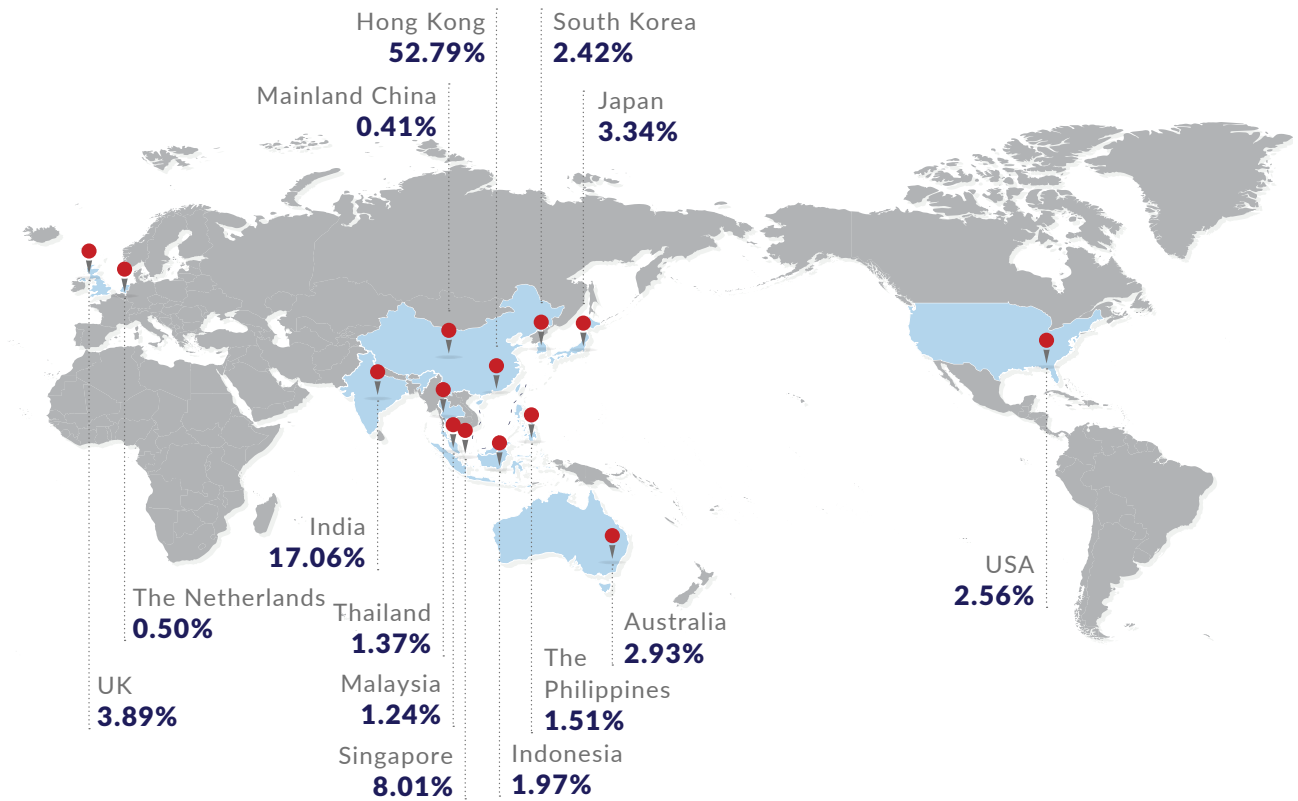 Hong Kong
52.79%
South Korea
2.42%
Mainland China
0.41%
Japan
3.34%
India
17.06%
USA
2.56%
The Netherlands
0.50%
Thailand
1.37%
Australia
2.93%
The
Philippines
1.51%
UK
3.89%
Malaysia
1.24%
Singapore
8.01%
Indonesia
1.97%